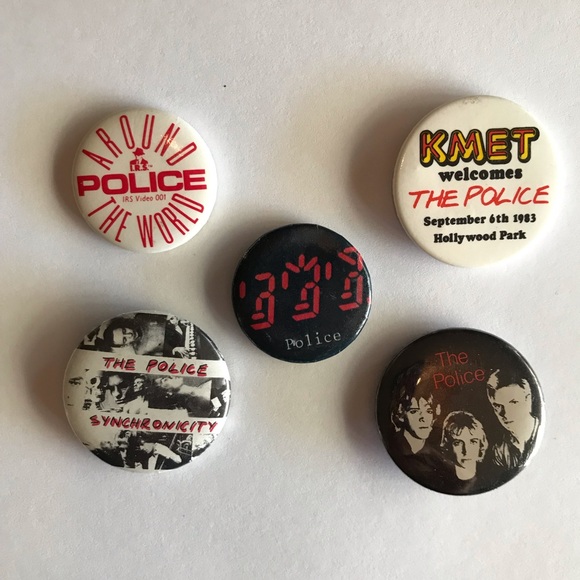 AROUND
IRS
POLICE
IRS Video 001
THE WORLD
KMET
welcomes
THE POLICE
September 6th 1983
Hollywood Park
Police
THE POLICE
SYNCHRONICITY
The
Police